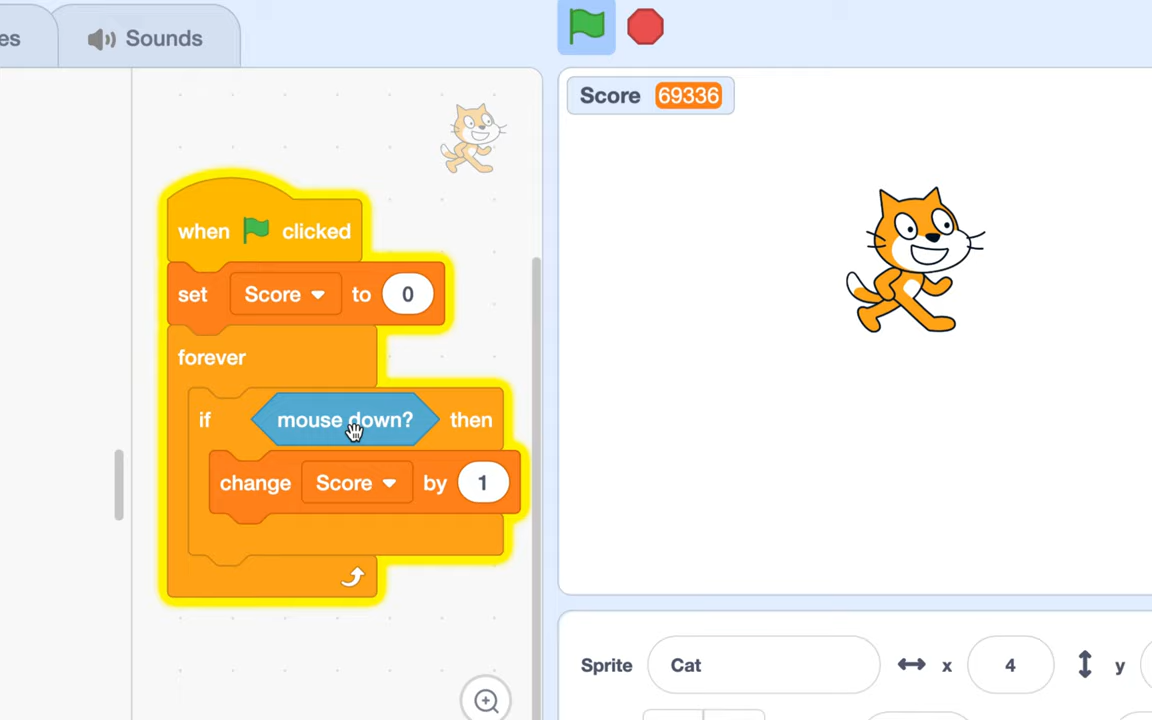 es
Sounds
Score 69336
when clicked
set Score to 0
forever
if mouse down? then
change Score by 1
Sprite Cat x 4 y